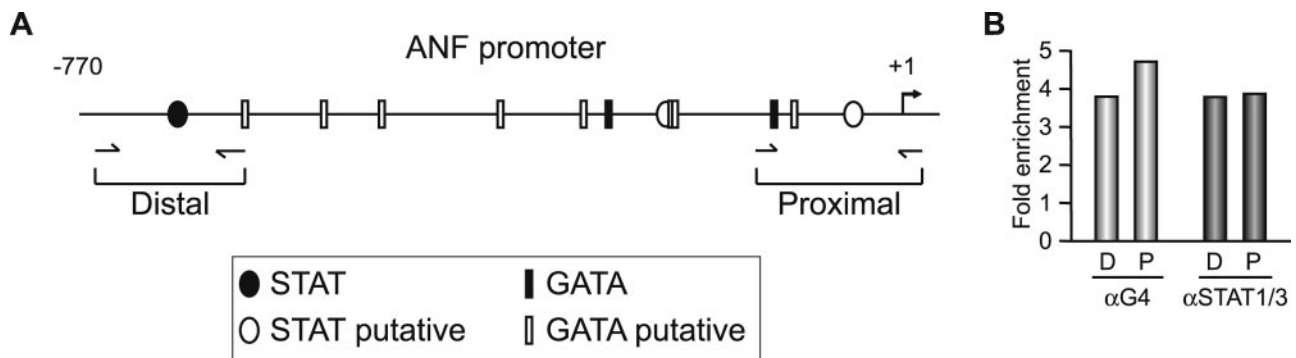 A
ANF promoter
-770
+1
Distal
Proximal
STAT
GATA
STAT putative
GATA putative
B
Fold enrichment
5
4
3
2
1
0
D P D P
αG4 αSTAT1/3